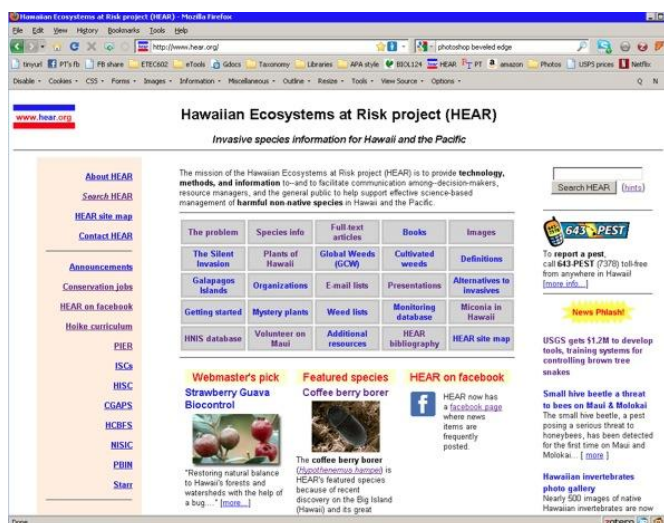 Hawaiian Ecosystems at Risk project (HEAR) - Mozilla Firefox
File Edit View History Bookmarks Tools Help
http://www.hear.org/
photoshop beveled edge
tinyurl PT's fb FB share ETEC602 eTools Gdocs Taxonomy Libraries APA style BIOL124 HEAR PT amazon Photos USPS prices Netflix
Disable Cookies CSS Forms Images Information Miscellaneous Outline Resize Tools View Source Options
www.hear.org
Hawaiian Ecosystems at Risk project (HEAR)
Invasive species information for Hawaii and the Pacific
About HEAR
Search HEAR
HEAR site map
Contact HEAR
Announcements
Conservation jobs
HEAR on facebook
Hoike curriculum
PIER
ISCs
HISC
CGAPS
HCBFS
NISIC
PBIN
Starr
The mission of the Hawaiian Ecosystems at Risk project (HEAR) is to provide technology,
methods, and information to--and to facilitate communication among--decision-makers,
resource managers, and the general public to help support effective science-based
management of harmful non-native species in Hawaii and the Pacific.
The problem Species info Full-text articles Books Images
The Silent Invasion Plants of Hawaii Global Weeds (GCW) Cultivated weeds Definitions
Galapagos Islands Organizations E-mail lists Presentations Alternatives to invasives
Getting started Mystery plants Weed lists Monitoring database Miconia in Hawaii
HNIS database Volunteer on Maui Additional resources HEAR bibliography HEAR site map
Webmaster's pick
Strawberry Guava
Biocontrol
"Restoring natural balance
to Hawaii's forests and
watersheds with the help of
a bug...." [more...]
Featured species
Coffee berry borer
The coffee berry borer
(Hypothenemus hampei) is
HEAR's featured species
because of recent
discovery on the Big Island
(Hawaii) and its great
HEAR on facebook
HEAR now has
a facebook page
where news
items are
frequently
posted.
Search HEAR (hints)
643-PEST
To report a pest,
call 643-PEST (7378) toll-free
from anywhere in Hawaii!
[more info...]
News Phlash!
USGS gets $1.2M to develop
tools, training systems for
controlling brown tree
snakes
Small hive beetle a threat
to bees on Maui & Molokai
The small hive beetle, a pest
posing a serious threat to
honeybees, has been detected
for the first time on Maui and
Molokai... [ more ]
Hawaiian invertebrates
photo gallery
Nearly 500 images of native
Hawaiian invertebrates are now
Done
zotero